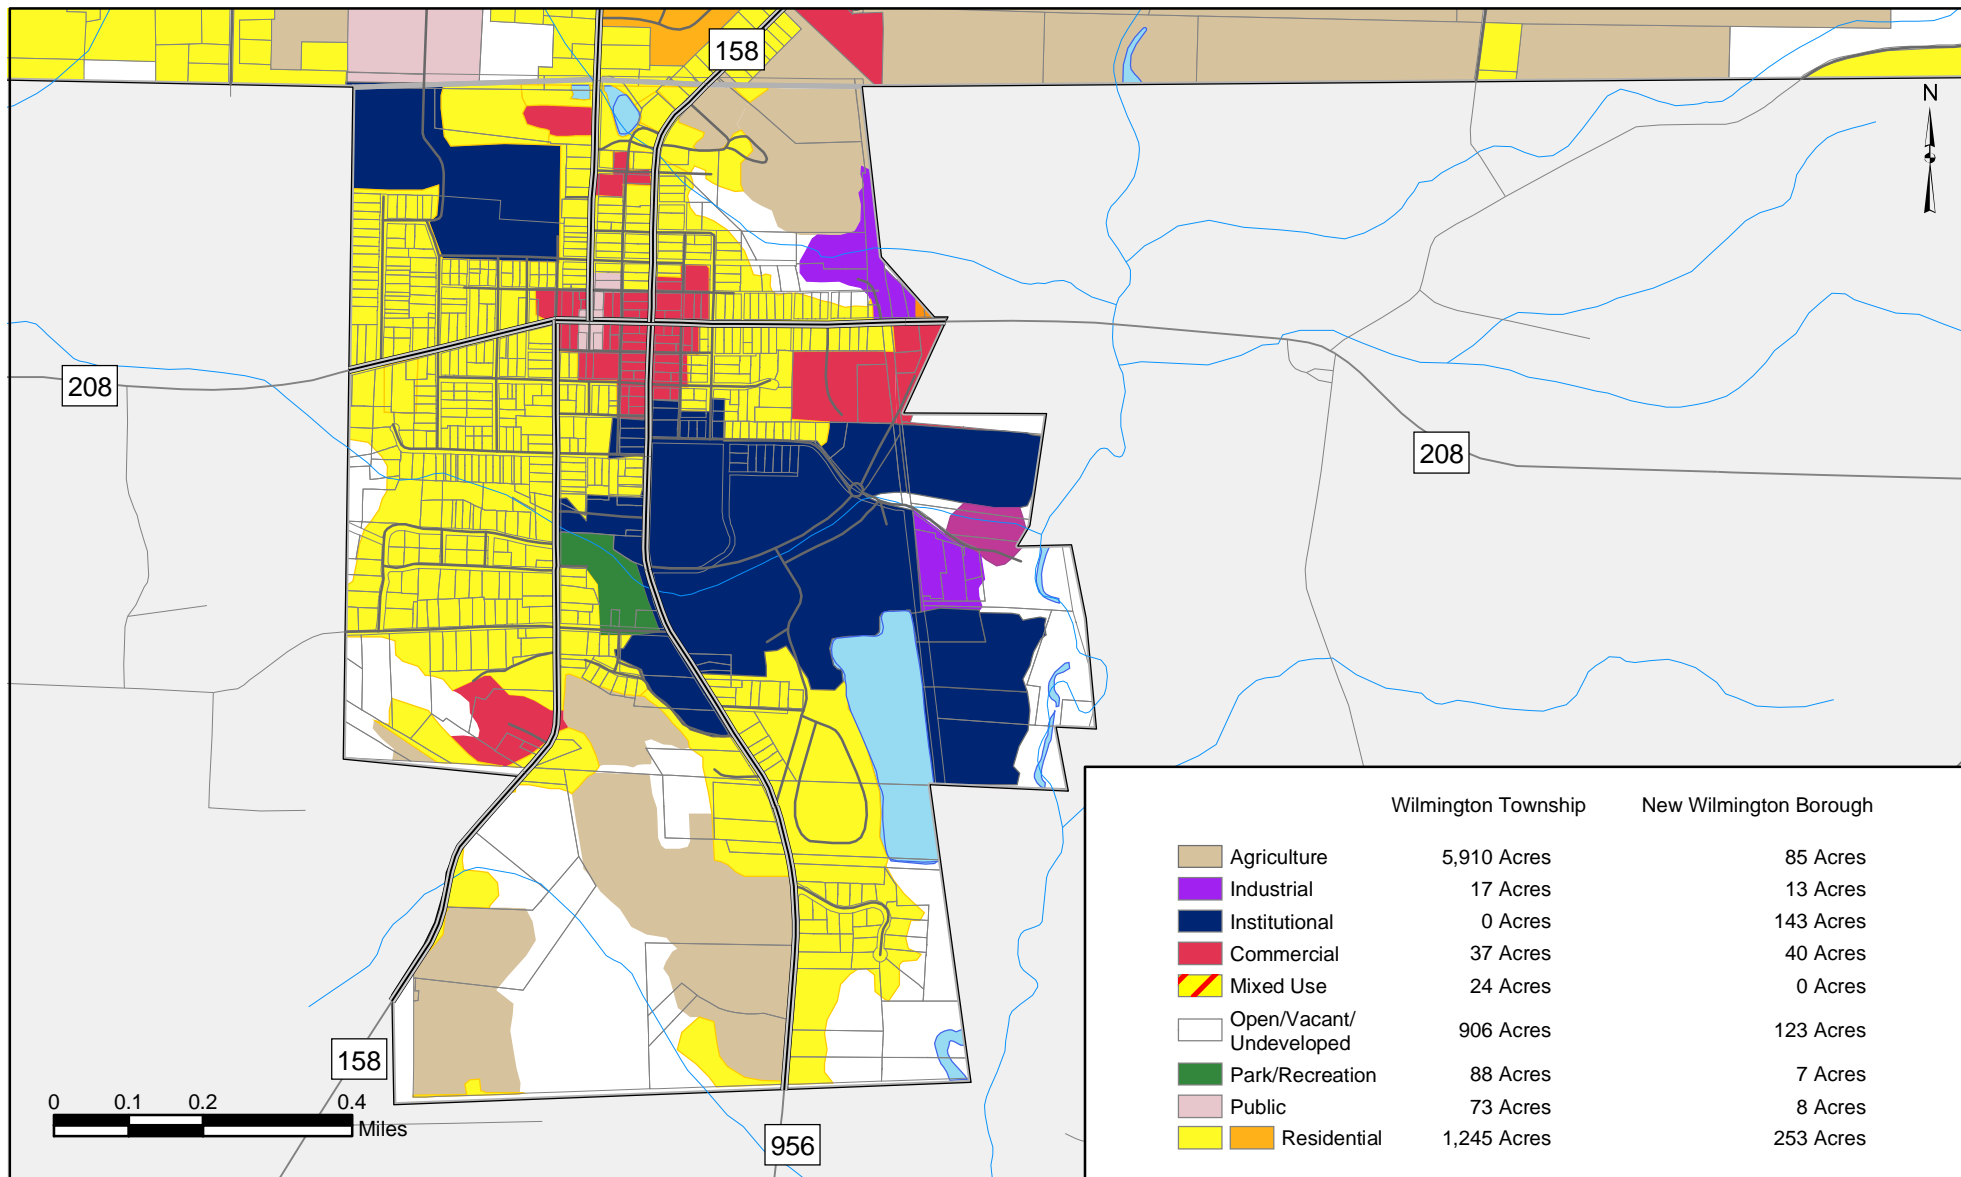 158
N
208
208
158
956
0 0.1 0.2 0.4
Miles
Wilmington Township New Wilmington Borough
Agriculture 5,910 Acres 85 Acres
Industrial 17 Acres 13 Acres
Institutional 0 Acres 143 Acres
Commercial 37 Acres 40 Acres
Mixed Use 24 Acres 0 Acres
Open/Vacant/
Undeveloped 906 Acres 123 Acres
Park/Recreation 88 Acres 7 Acres
Public 73 Acres 8 Acres
Residential 1,245 Acres 253 Acres